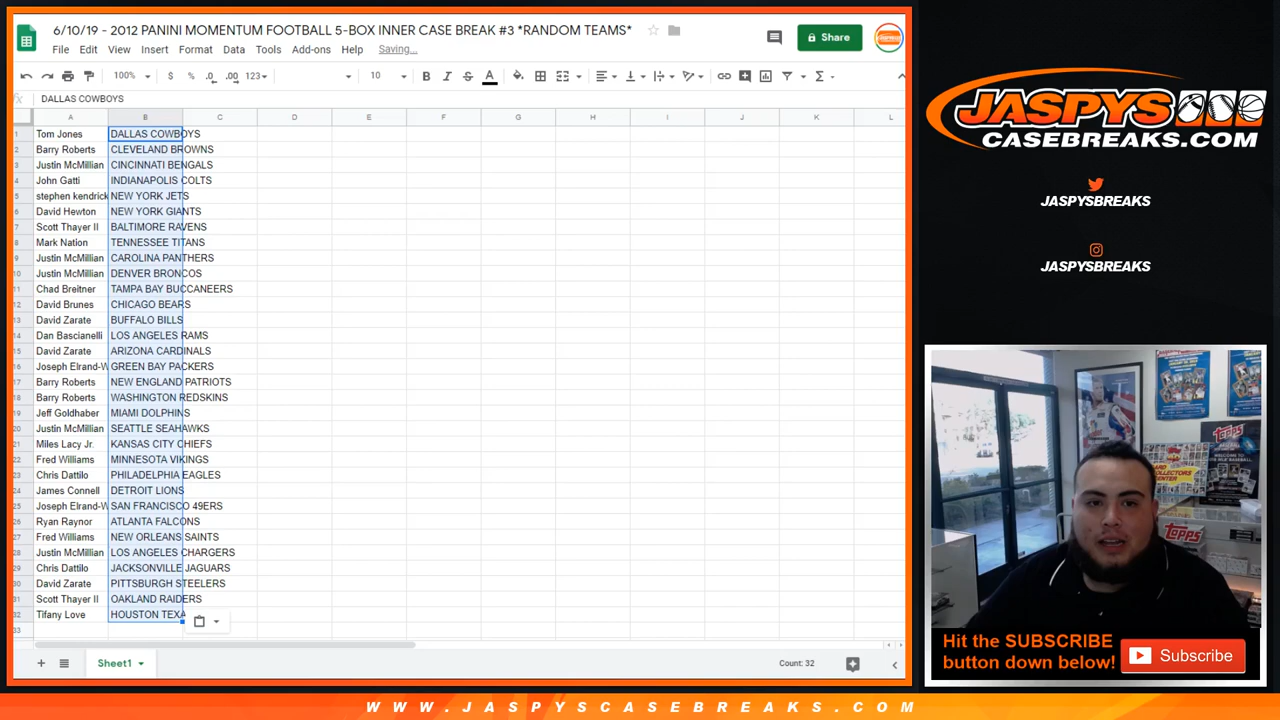 6/10/19 - 2012 PANINI MOMENTUM FOOTBALL 5-BOX INNER CASE BREAK #3 *RANDOM TEAMS*
File Edit View Insert Format Data Tools Add-ons Help Saving...
Share
100% $ % .0 .00 123 10 B I S A
fx DALLAS COWBOYS
A B C D E F G H I J K L
1 Tom Jones DALLAS COWBOYS
2 Barry Roberts CLEVELAND BROWNS
3 Justin McMillian CINCINNATI BENGALS
4 John Gatti INDIANAPOLIS COLTS
5 stephen kendrick NEW YORK JETS
6 David Hewton NEW YORK GIANTS
7 Scott Thayer II BALTIMORE RAVENS
8 Mark Nation TENNESSEE TITANS
9 Justin McMillian CAROLINA PANTHERS
10 Justin McMillian DENVER BRONCOS
11 Chad Breitner TAMPA BAY BUCCANEERS
12 David Brunes CHICAGO BEARS
13 David Zarate BUFFALO BILLS
14 Dan Bascianelli LOS ANGELES RAMS
15 David Zarate ARIZONA CARDINALS
16 Joseph Elrand-W GREEN BAY PACKERS
17 Barry Roberts NEW ENGLAND PATRIOTS
18 Barry Roberts WASHINGTON REDSKINS
19 Jeff Goldhaber MIAMI DOLPHINS
20 Justin McMillian SEATTLE SEAHAWKS
21 Miles Lacy Jr. KANSAS CITY CHIEFS
22 Fred Williams MINNESOTA VIKINGS
23 Chris Dattilo PHILADELPHIA EAGLES
24 James Connell DETROIT LIONS
25 Joseph Elrand-W SAN FRANCISCO 49ERS
26 Ryan Raynor ATLANTA FALCONS
27 Fred Williams NEW ORLEANS SAINTS
28 Justin McMillian LOS ANGELES CHARGERS
29 Chris Dattilo JACKSONVILLE JAGUARS
30 David Zarate PITTSBURGH STEELERS
31 Scott Thayer II OAKLAND RAIDERS
32 Tifany Love HOUSTON TEXA
33
Sheet1
Count: 32
JASPYS
CASEBREAKS.COM
JASPYSBREAKS
JASPYSBREAKS
topps
topps
Hit the SUBSCRIBE
button down below!
Subscribe
WWW.JASPYSCASEBREAKS.COM